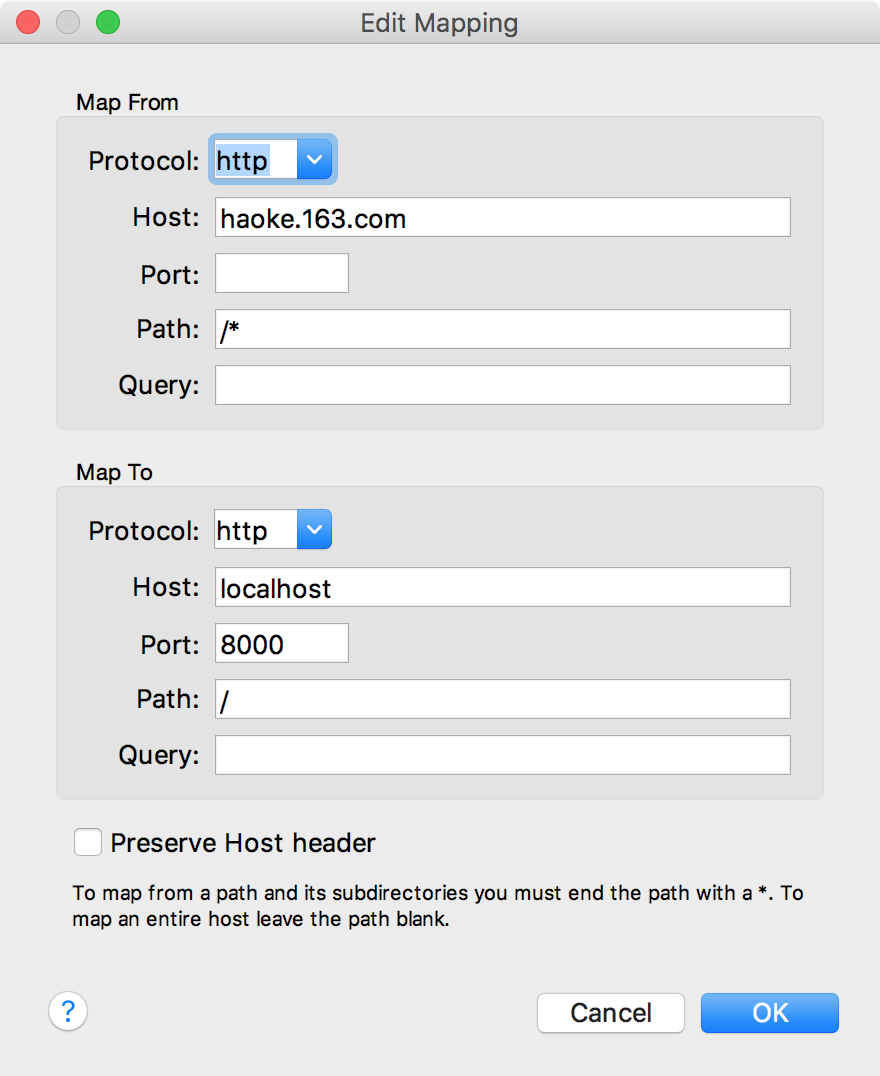 Edit Mapping
Map From
Protocol: http
Host: haoke.163.com
Port:
Path: /*
Query:
Map To
Protocol: http
Host: localhost
Port: 8000
Path: /
Query:
Preserve Host header
To map from a path and its subdirectories you must end the path with a *. To
map an entire host leave the path blank.
? Cancel OK